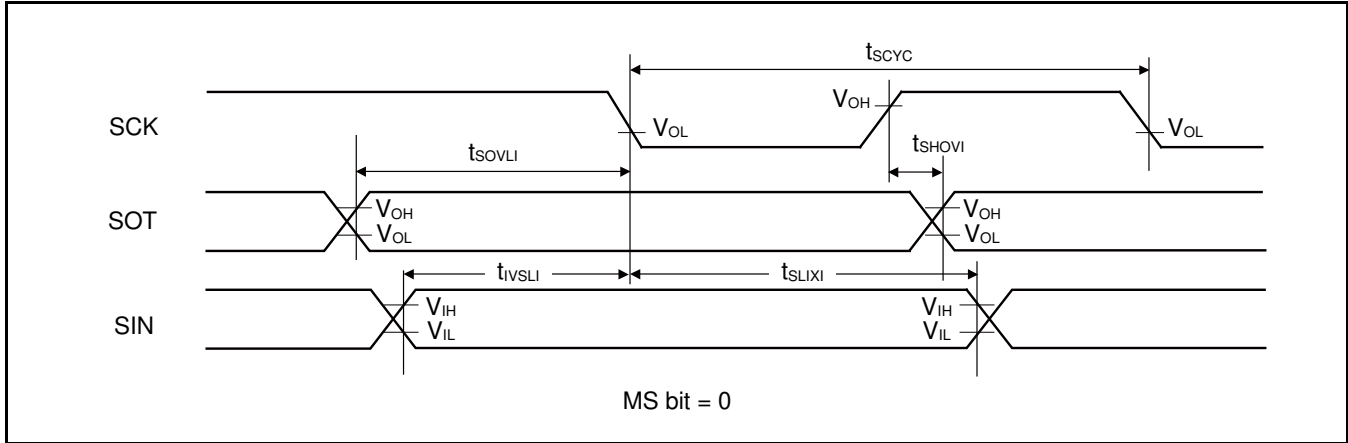 tSCYC
SCK
VOH
VOL
VOL
tSHOVI
tSOVLI
SOT
VOH
VOL
VOH
VOL
tIVSLI
tSLIXI
SIN
VIH
VIL
VIH
VIL
MS bit = 0